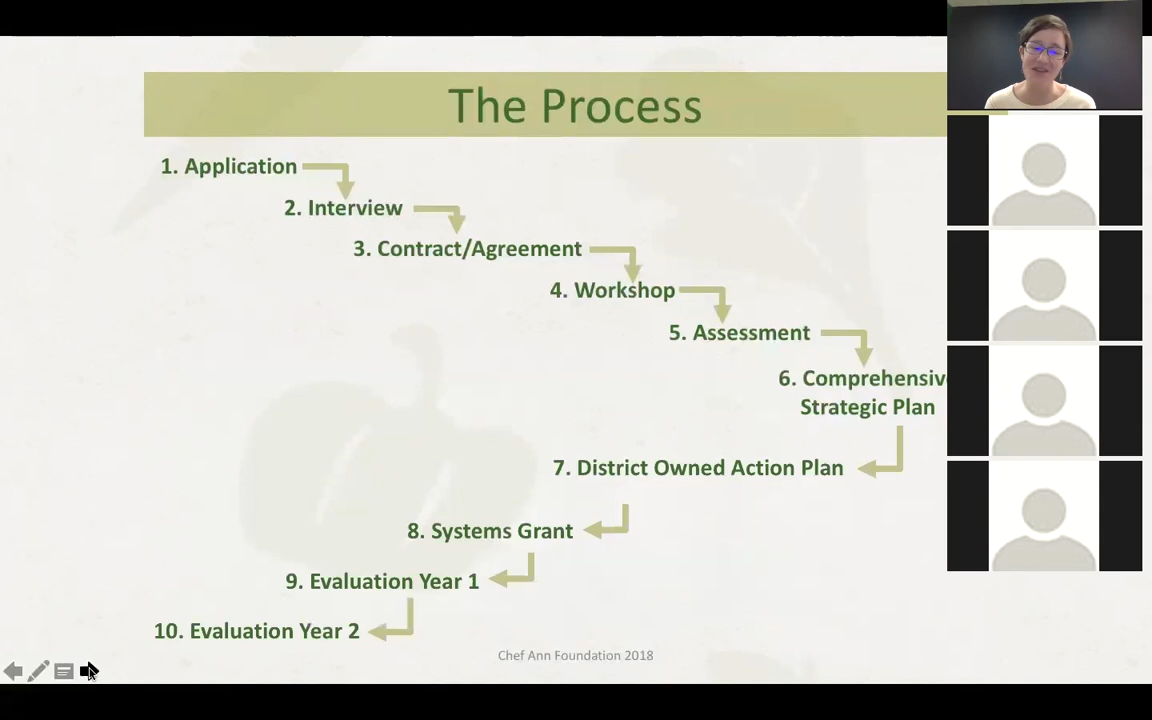 The Process
1. Application
2. Interview
3. Contract/Agreement
4. Workshop
5. Assessment
6. Comprehensiv
Strategic Plan
7. District Owned Action Plan
8. Systems Grant
9. Evaluation Year 1
10. Evaluation Year 2
Chef Ann Foundation 2018